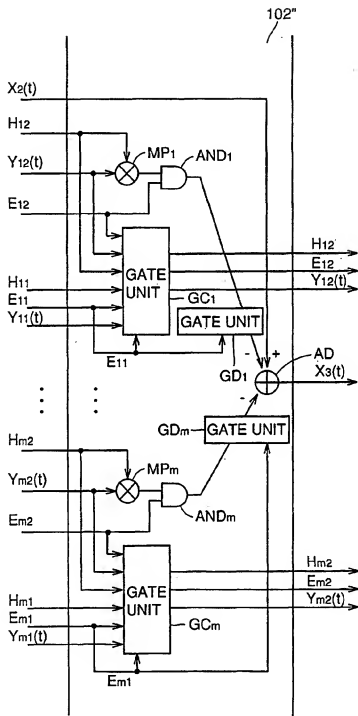 102"
X2(t)
H12
Y12(t)
MP1
AND1
E12
H12
E12
Y12(t)
GATE UNIT
GC1
H11
E11
Y11(t)
GATE UNIT
GD1
E11
- +
AD
X3(t)
-
GDm
GATE UNIT
Hm2
Ym2(t)
MPm
ANDm
Em2
Hm2
Em2
Ym2(t)
GATE UNIT
GCm
Hm1
Em1
Ym1(t)
Em1